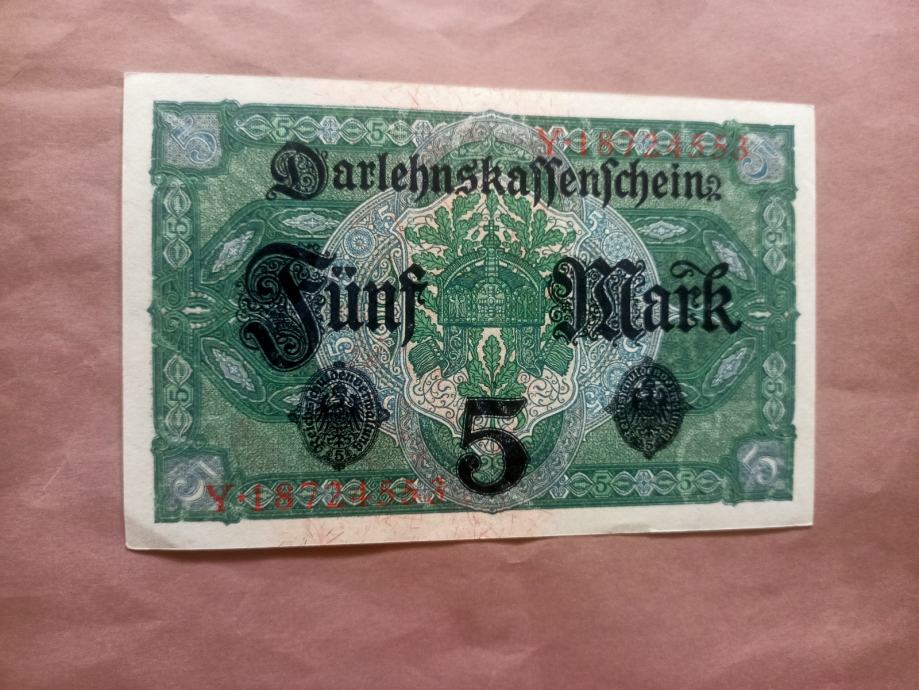 Y·18724553
Darlehnskassenschein
Fünf Mark
5
Y·18724553